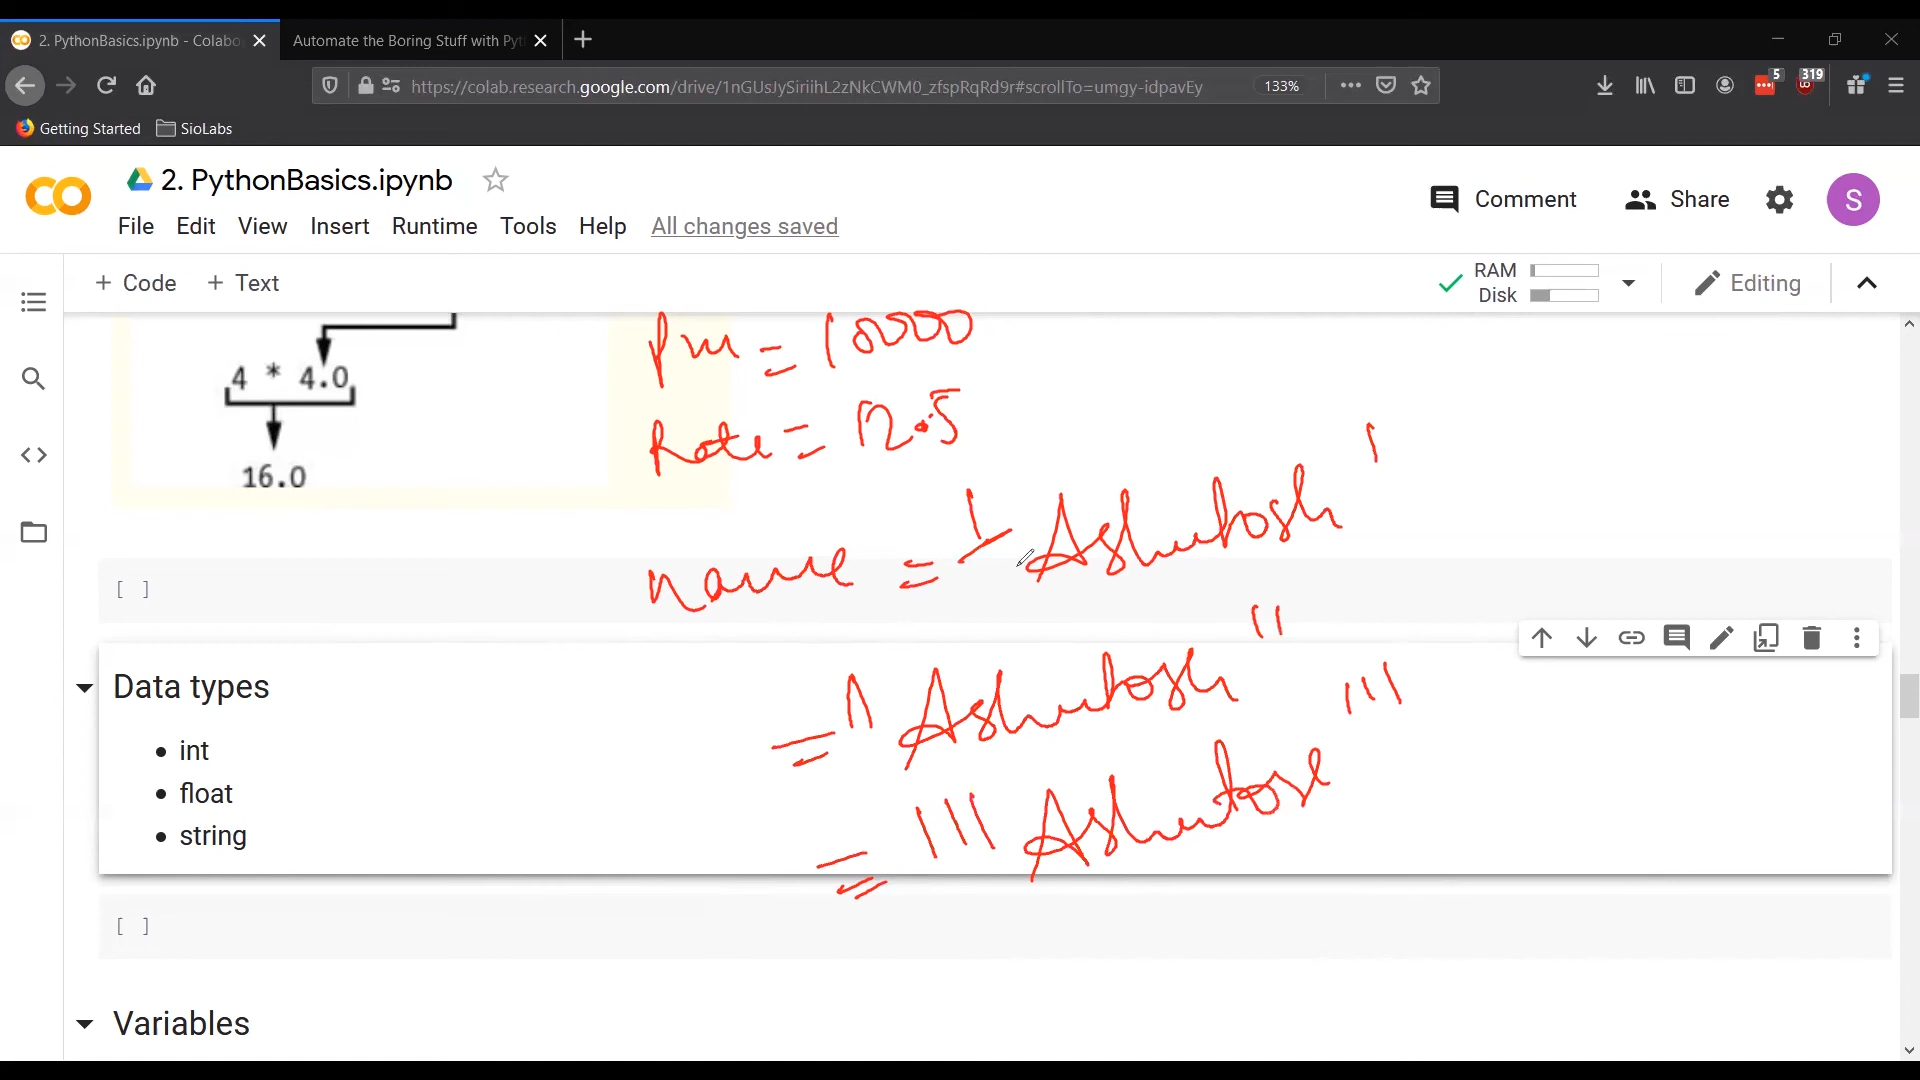 2. PythonBasics.ipynb - Colabo
Automate the Boring Stuff with Pyt
https://colab.research.google.com/drive/1nGUsJySiriihL2zNkCWM0_zfspRqRd9r#scrollTo=umgy-idpavEy
133%
5
319
Getting Started
SioLabs
2. PythonBasics.ipynb
File Edit View Insert Runtime Tools Help All changes saved
Comment
Share
S
+ Code + Text
RAM
Disk
Editing
4 * 4.0
16.0
= 10000
Rate = 12.5
name = ' Ashutosh '
= " Ashutosh "
= ''' Ashutosh '''
[ ]
Data types
int
float
string
[ ]
Variables